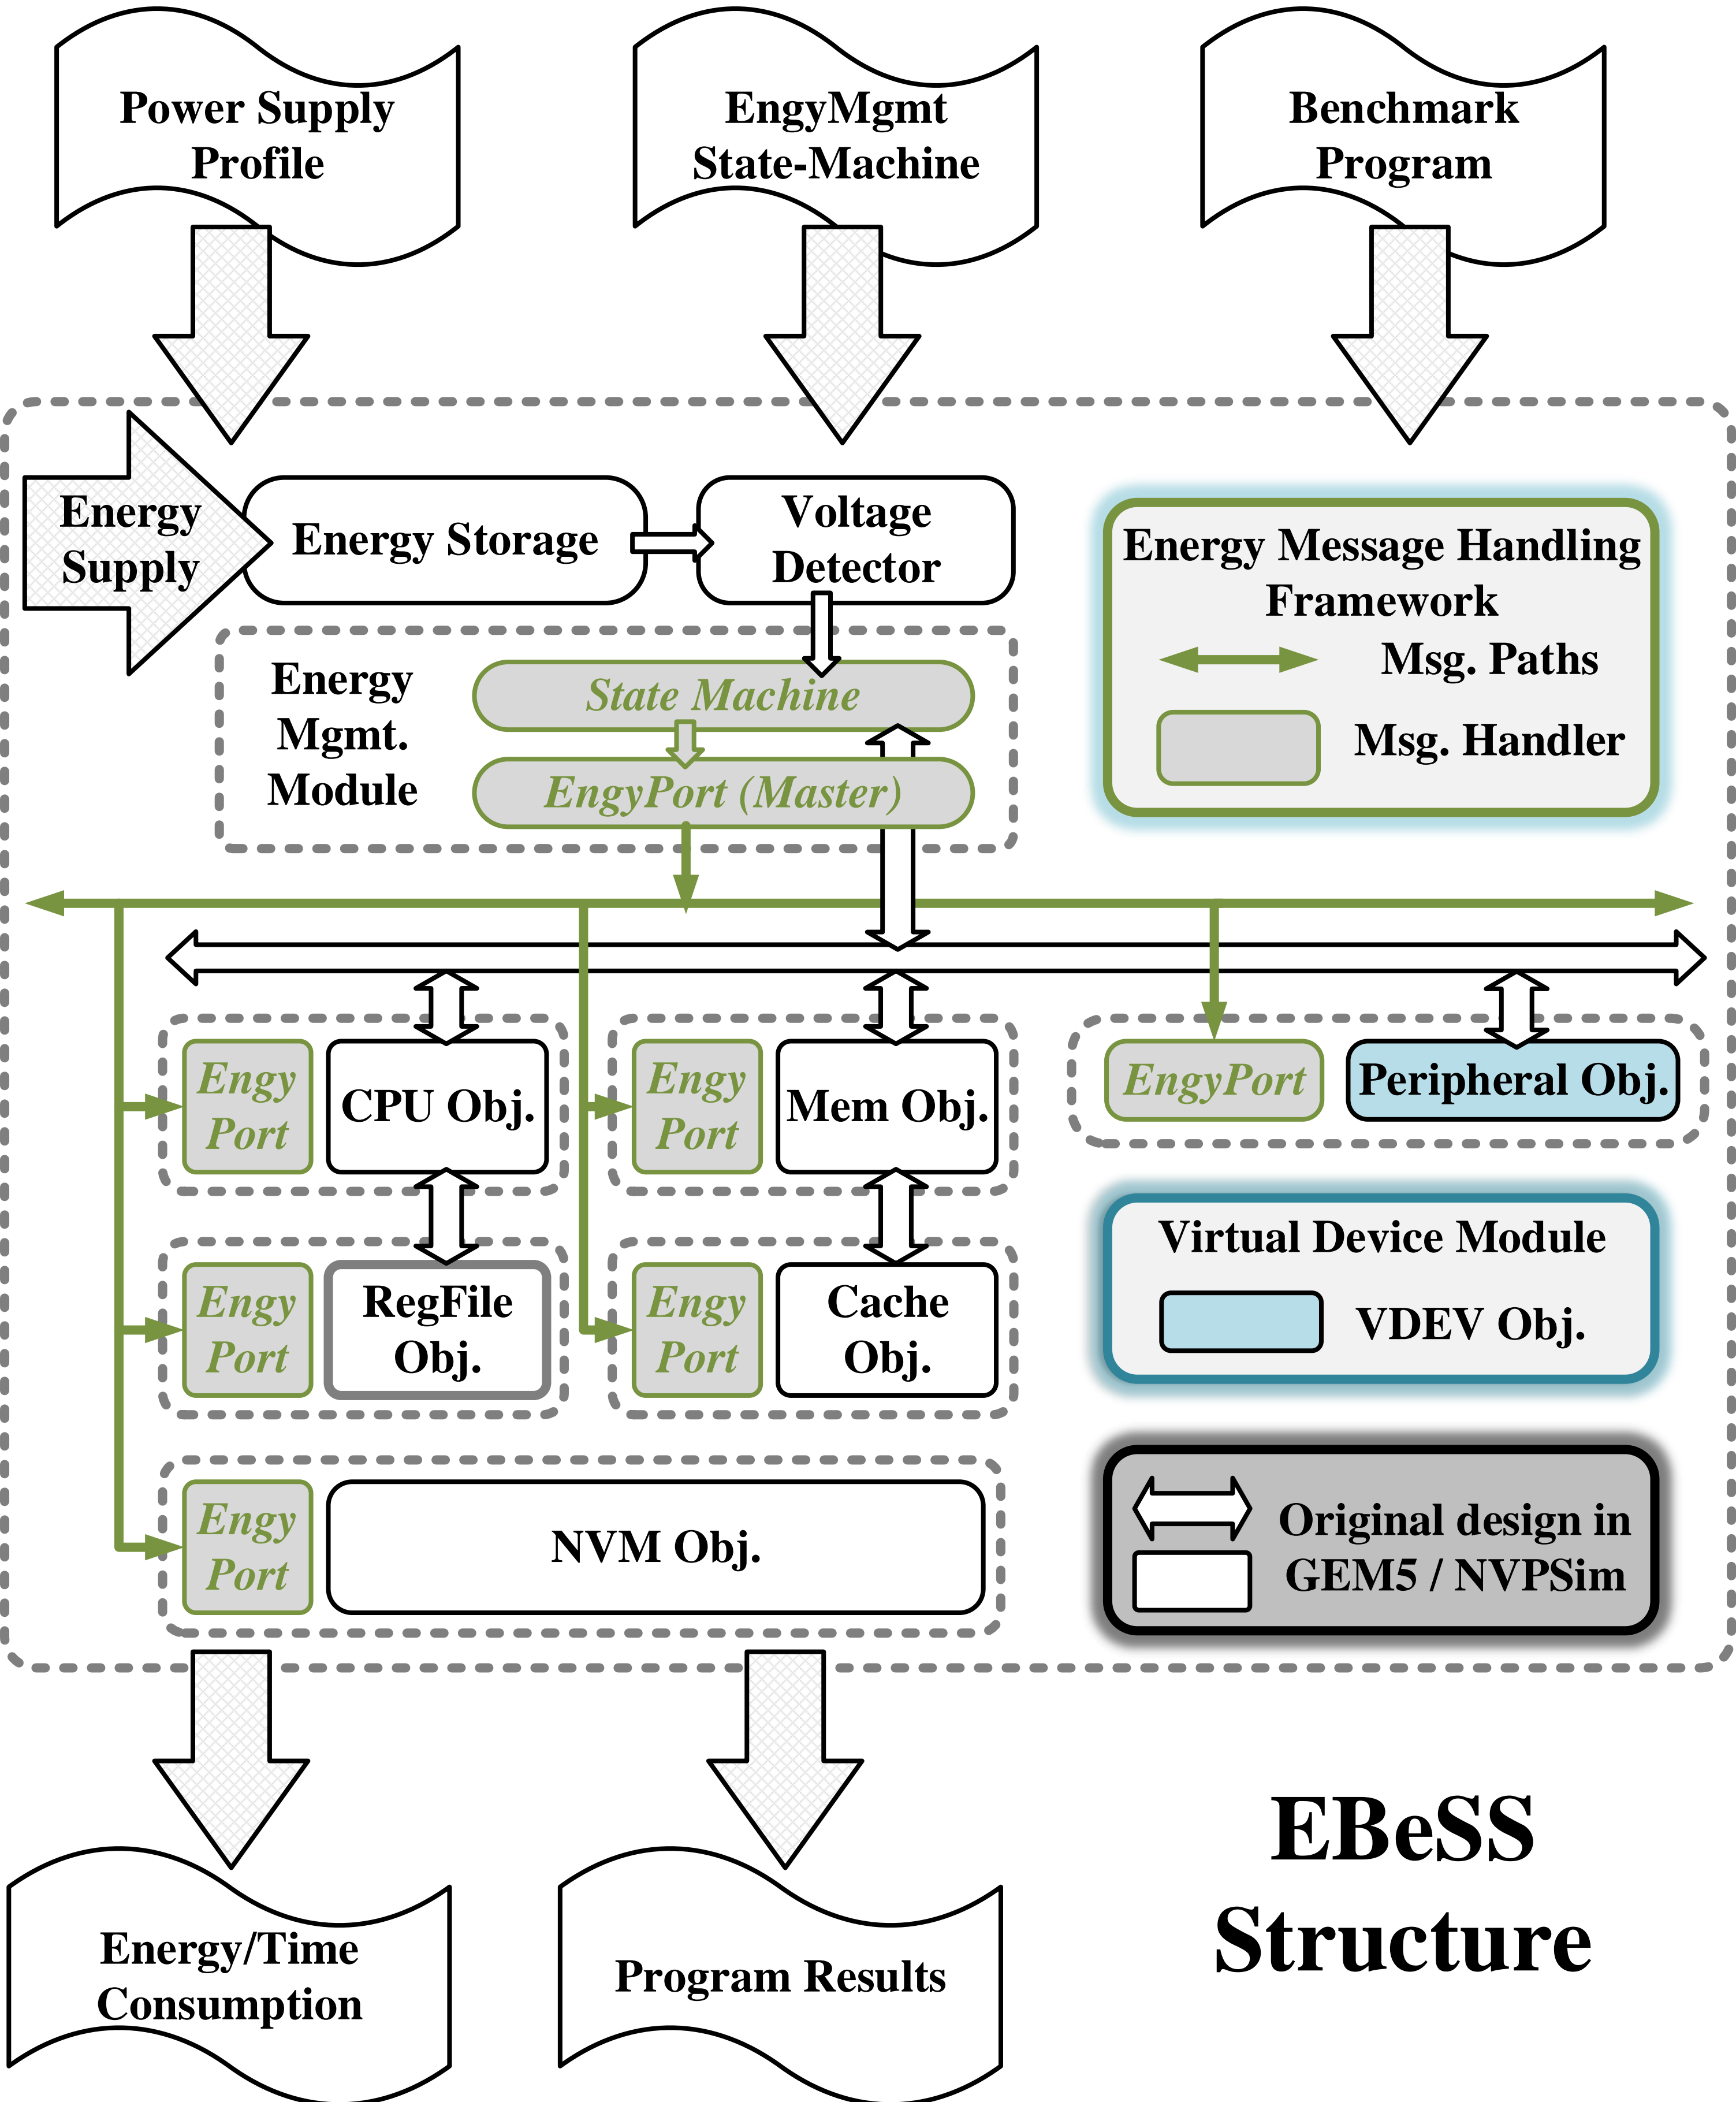 Power Supply
Profile
EngyMgmt
State-Machine
Benchmark
Program
Energy
Supply
Energy Storage
Voltage
Detector
Energy Message Handling
Framework
Msg. Paths
Msg. Handler
Energy
Mgmt.
Module
State Machine
EngyPort (Master)
Engy
Port
CPU Obj.
Engy
Port
Mem Obj.
EngyPort
Peripheral Obj.
Engy
Port
RegFile
Obj.
Engy
Port
Cache
Obj.
Virtual Device Module
VDEV Obj.
Engy
Port
NVM Obj.
Original design in
GEM5 / NVPSim
Energy/Time
Consumption
Program Results
EBeSS
Structure